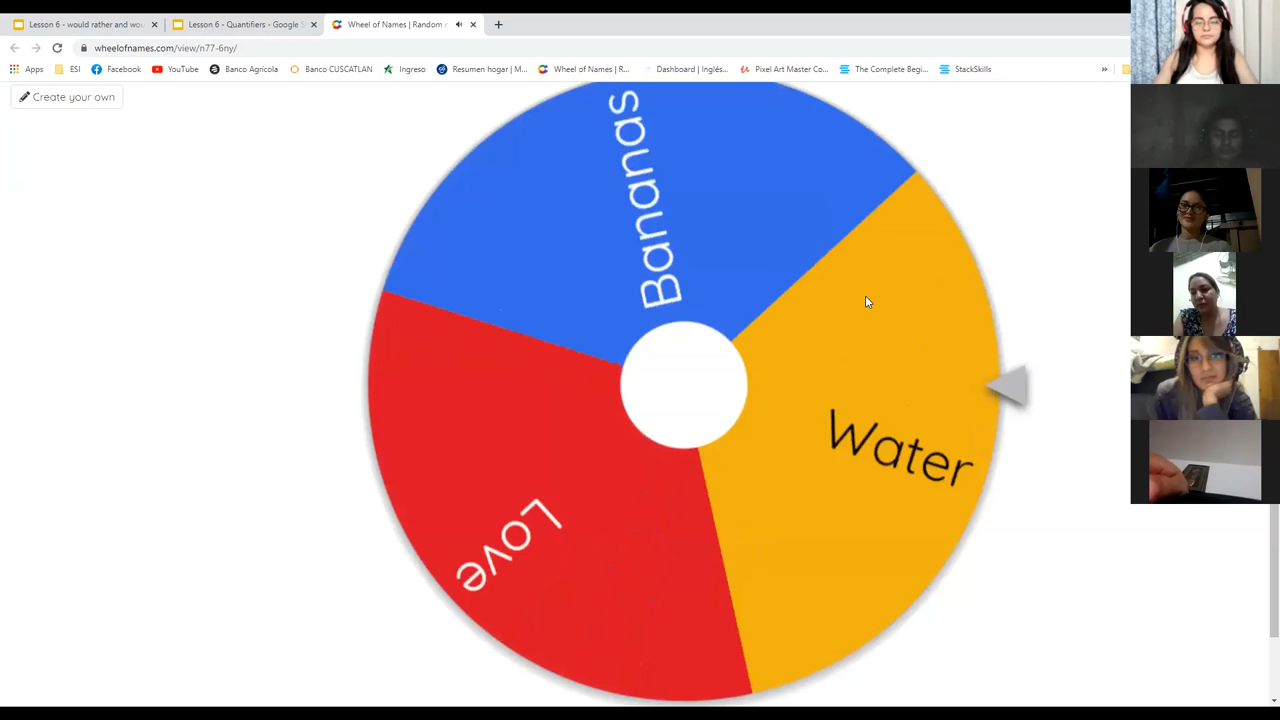 Lesson 6 - would rather and wou
Lesson 6 - Quantifiers - Google S
Wheel of Names | Random n
wheelofnames.com/view/n77-6ny/
Apps ESI Facebook YouTube Banco Agrícola Banco CUSCATLAN Ingreso Resumen hogar | M... Wheel of Names | R... Dashboard | Inglés... Pixel Art Master Co... The Complete Begi... StackSkills »
Create your own
Bananas
Water
Love